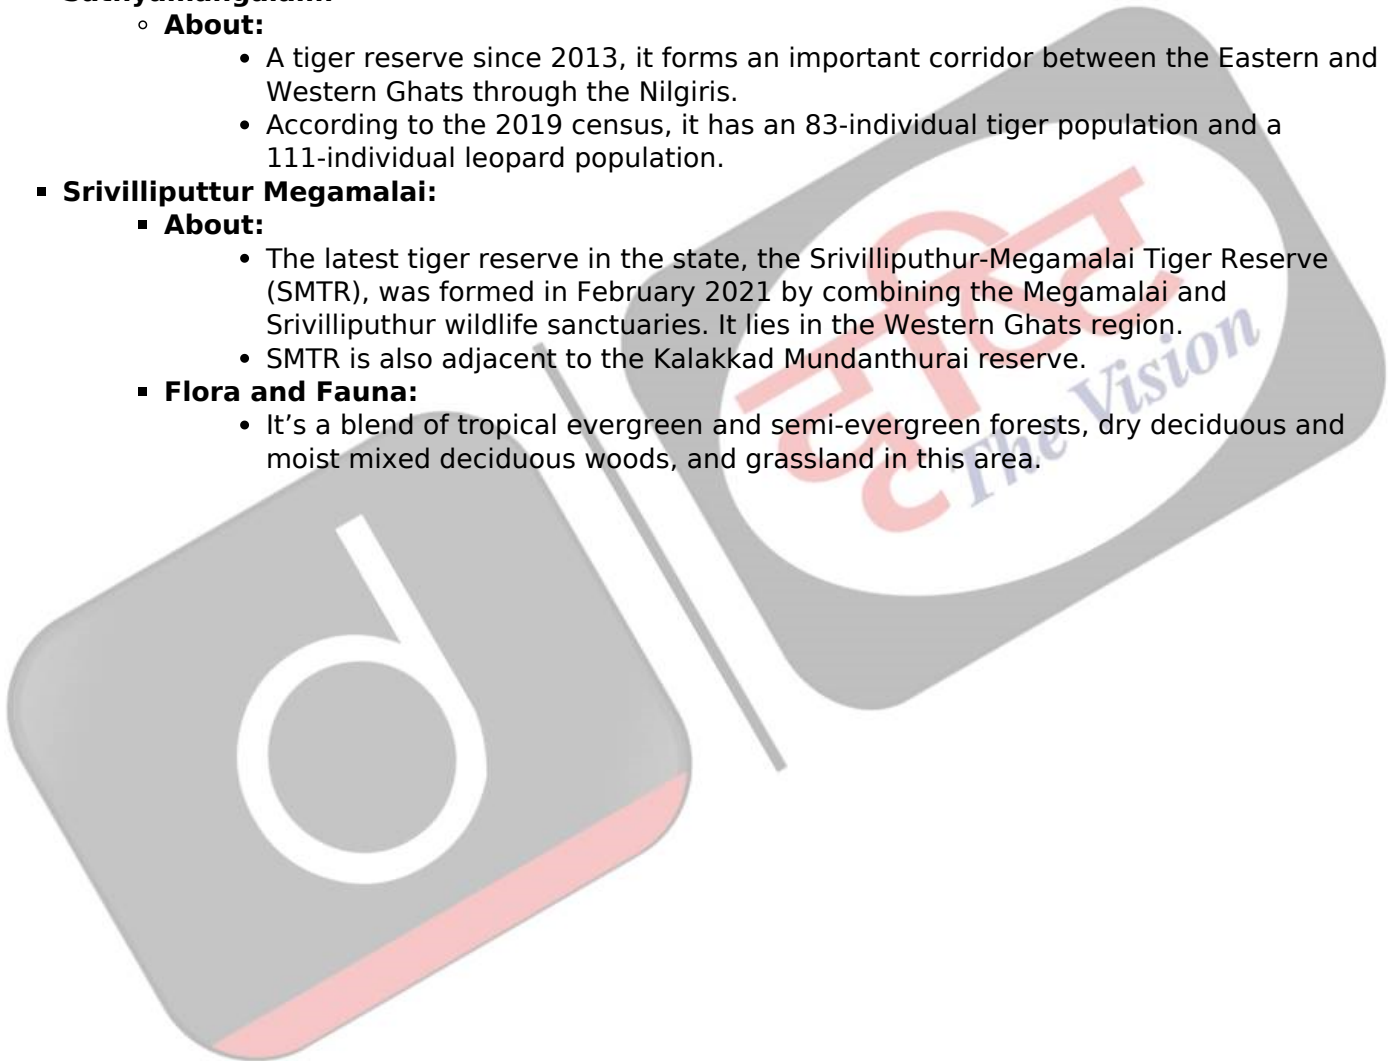 ◦ About:
• A tiger reserve since 2013, it forms an important corridor between the Eastern and
Western Ghats through the Nilgiris.
• According to the 2019 census, it has an 83-individual tiger population and a
111-individual leopard population.
▪ Srivilliputtur Megamalai:
▪ About:
• The latest tiger reserve in the state, the Srivilliputhur-Megamalai Tiger Reserve
(SMTR), was formed in February 2021 by combining the Megamalai and
Srivilliputhur wildlife sanctuaries. It lies in the Western Ghats region.
• SMTR is also adjacent to the Kalakkad Mundanthurai reserve.
▪ Flora and Fauna:
• It’s a blend of tropical evergreen and semi-evergreen forests, dry deciduous and
moist mixed deciduous woods, and grassland in this area.
d
दृष्टि
The Vision